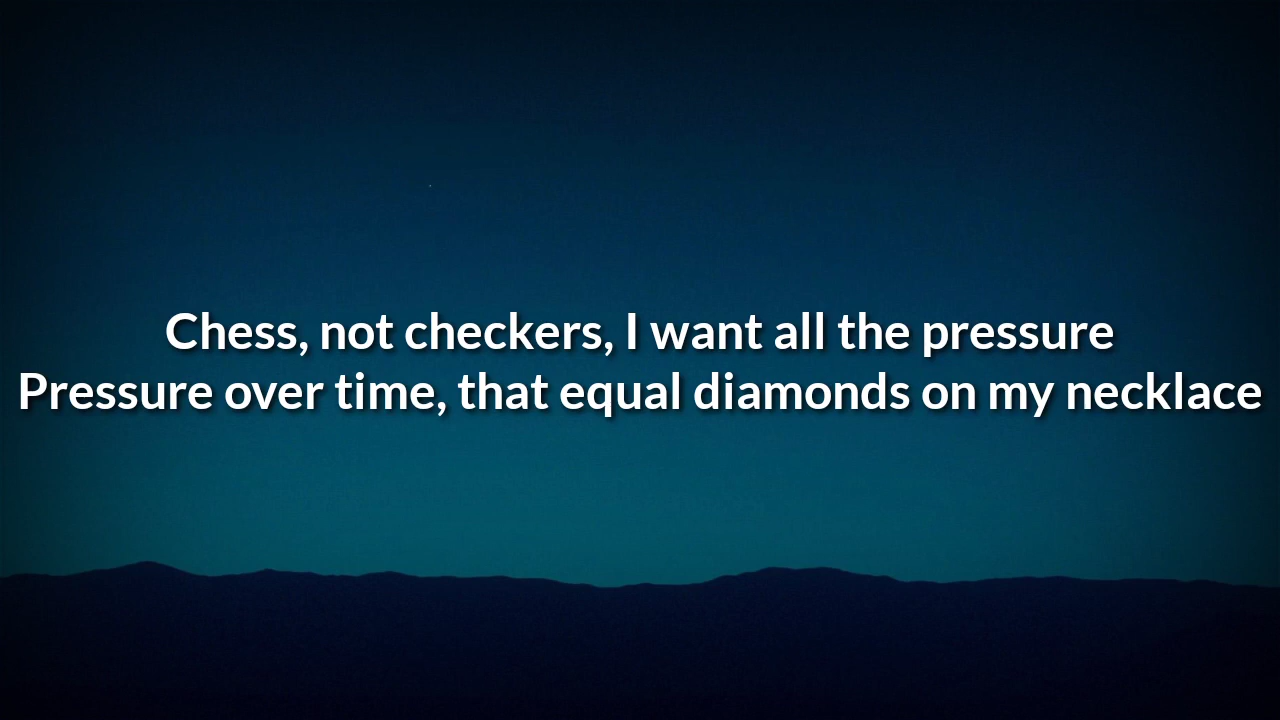 Chess, not checkers, I want all the pressure
Pressure over time, that equal diamonds on my necklace